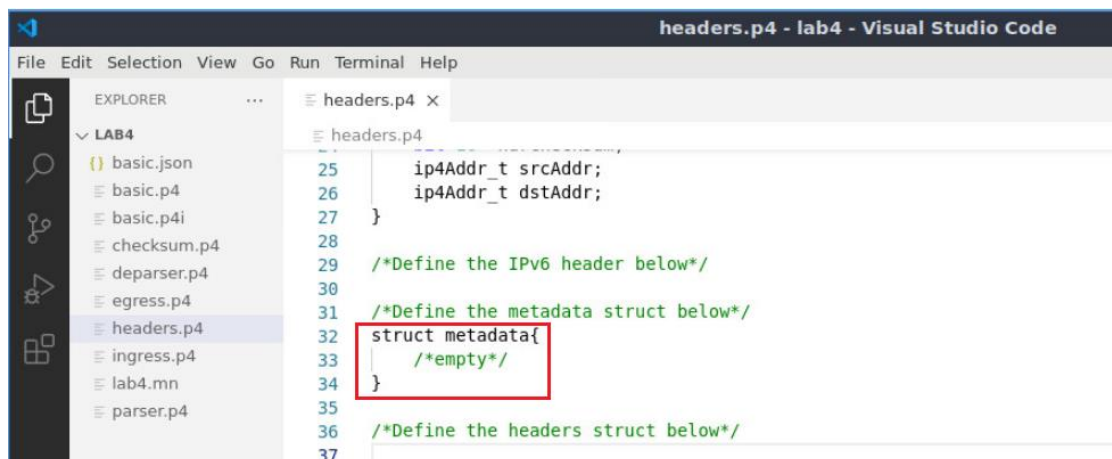 headers.p4 - lab4 - Visual Studio Code
File Edit Selection View Go Run Terminal Help
EXPLORER ...
LAB4
{} basic.json
basic.p4
basic.p4i
checksum.p4
deparser.p4
egress.p4
headers.p4
ingress.p4
lab4.mn
parser.p4
headers.p4 ×
headers.p4
25 ip4Addr_t srcAddr;
26 ip4Addr_t dstAddr;
27 }
28
29 /*Define the IPv6 header below*/
30
31 /*Define the metadata struct below*/
32 struct metadata{
33 /*empty*/
34 }
35
36 /*Define the headers struct below*/
37